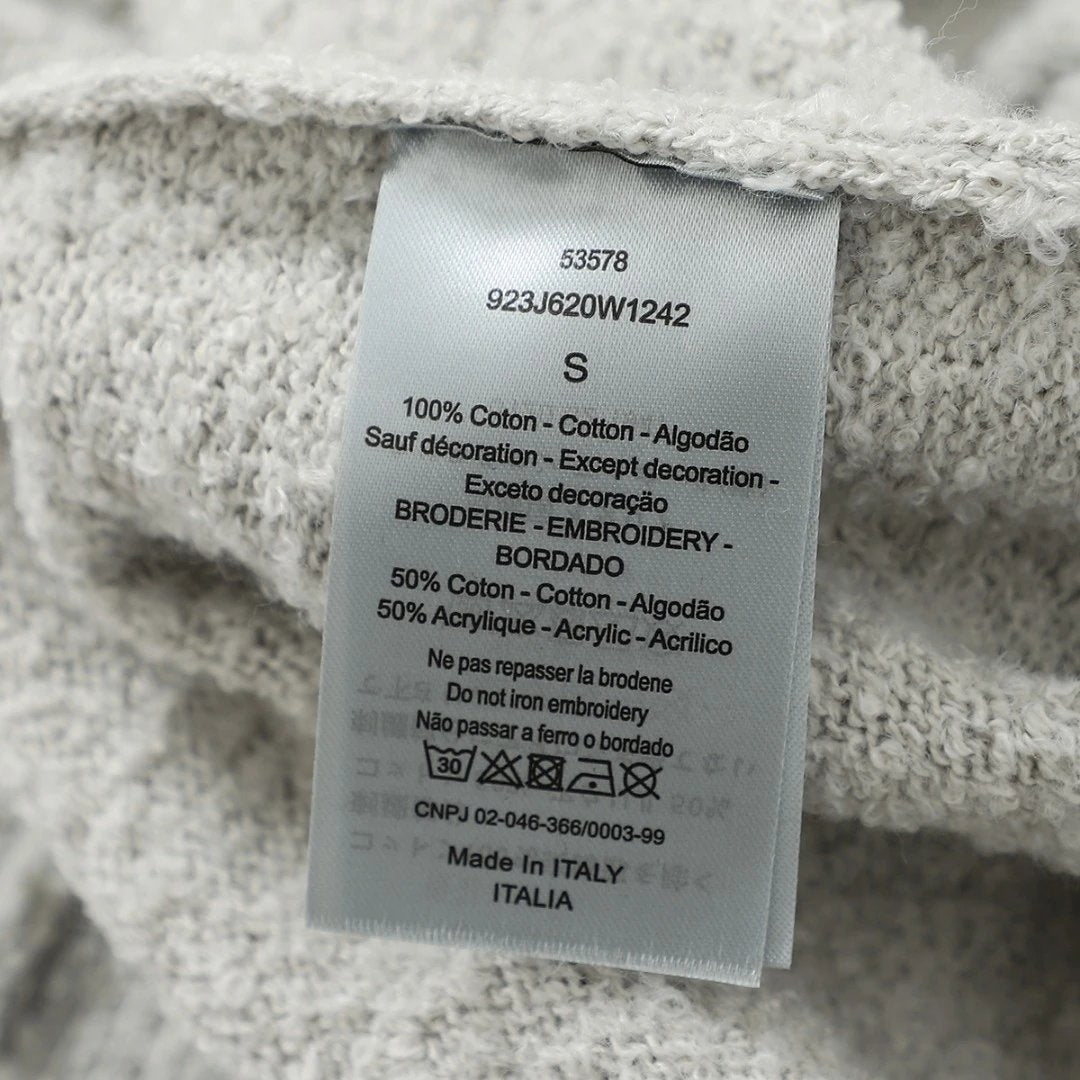 53578
923J620W1242
S
100% Coton - Cotton - Algodão
Sauf décoration - Except decoration -
Exceto decoraçäo
BRODERIE - EMBROIDERY -
BORDADO
50% Coton - Cotton - Algodão
50% Acrylique - Acrylic - Acrilico
Ne pas repasser la brodene
Do not iron embroidery
Não passar a ferro o bordado
30
CNPJ 02-046-366/0003-99
Made In ITALY
ITALIA